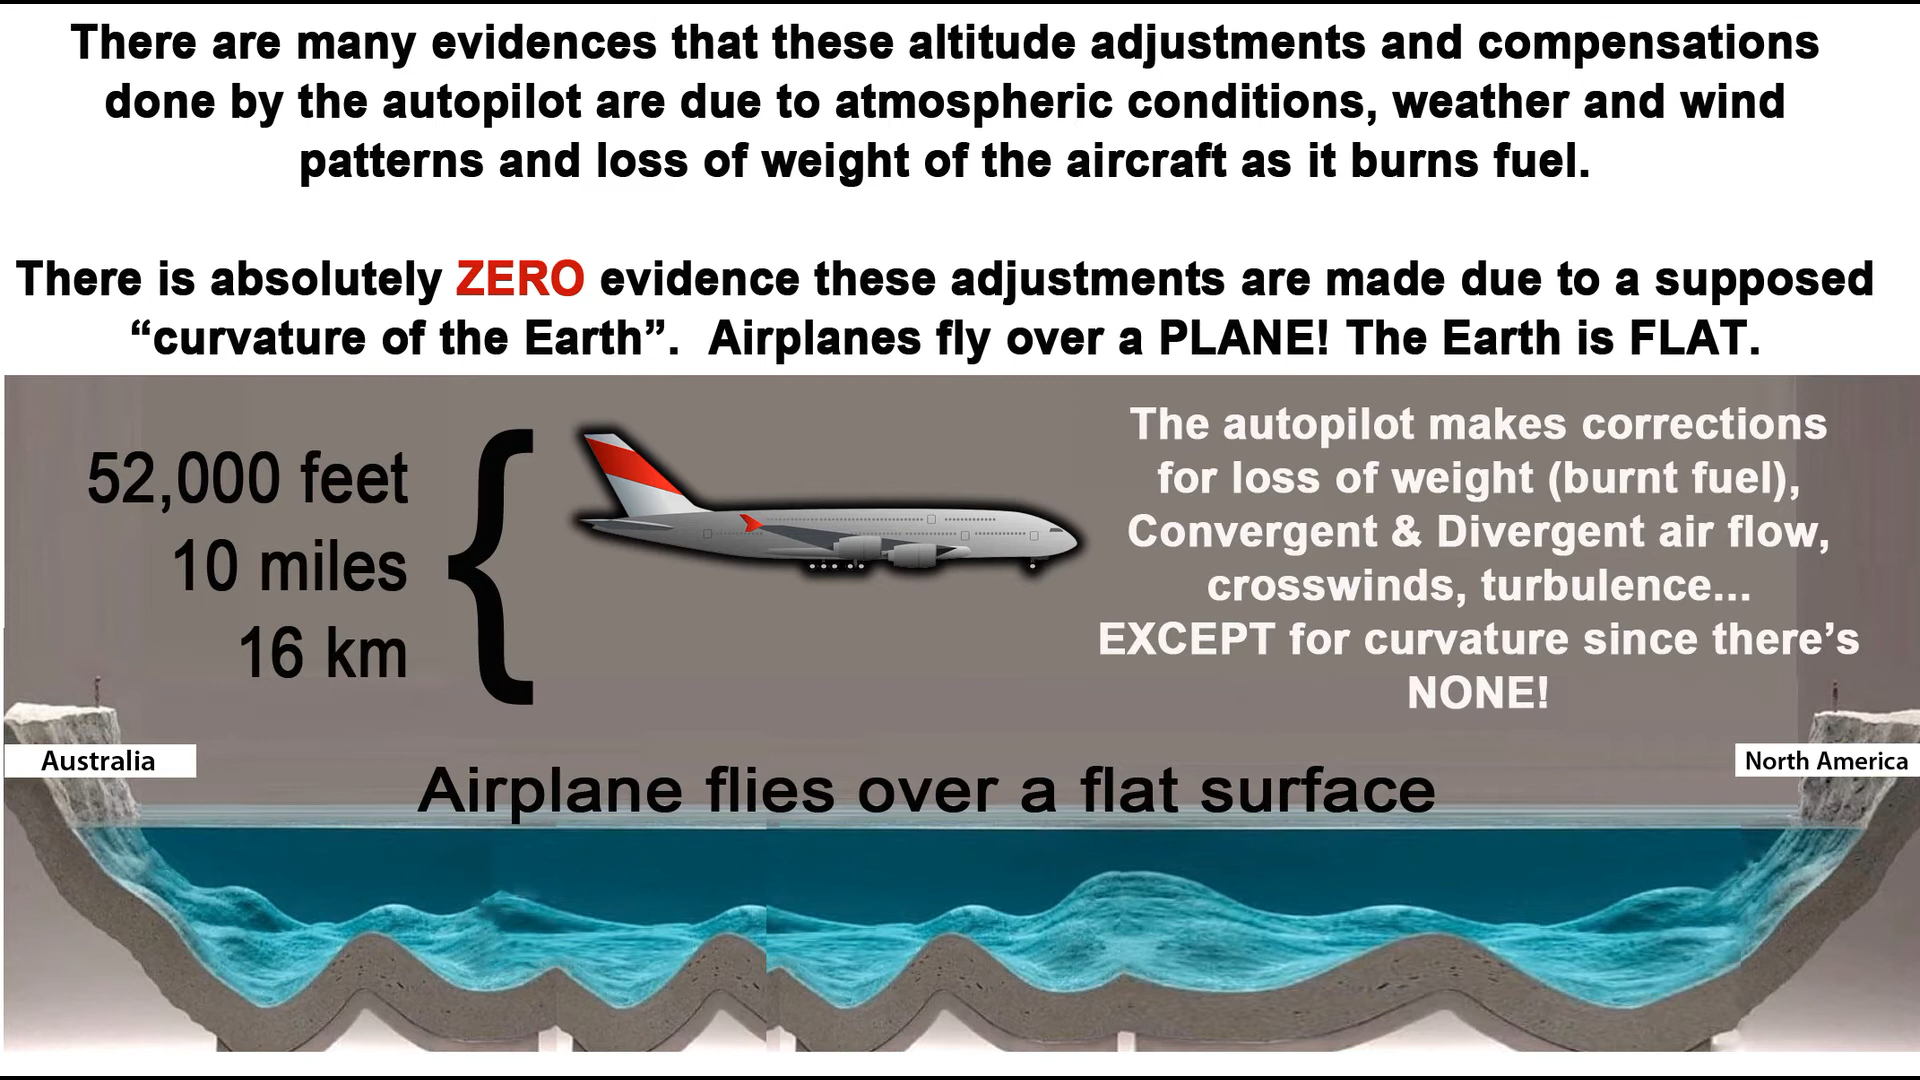 There are many evidences that these altitude adjustments and compensations
done by the autopilot are due to atmospheric conditions, weather and wind
patterns and loss of weight of the aircraft as it burns fuel.
There is absolutely ZERO evidence these adjustments are made due to a supposed
“curvature of the Earth”.  Airplanes fly over a PLANE! The Earth is FLAT.
52,000 feet
10 miles
16 km
The autopilot makes corrections
for loss of weight (burnt fuel),
Convergent & Divergent air flow,
crosswinds, turbulence...
EXCEPT for curvature since there’s
NONE!
Australia
North America
Airplane flies over a flat surface